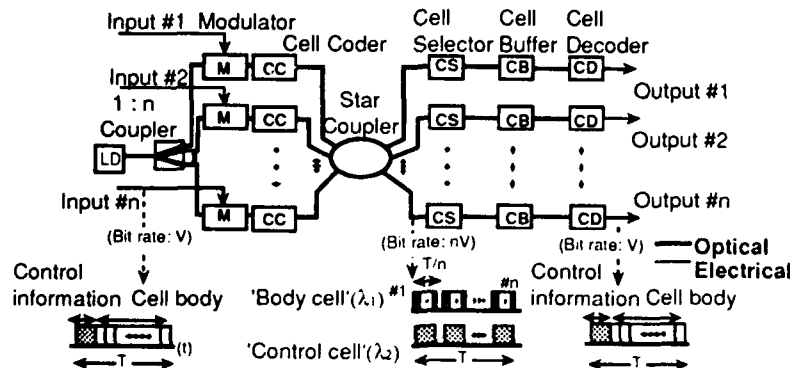 Input #1 Modulator
Cell Coder
Cell Selector
Cell Buffer
Cell Decoder
M CC
CS CB CD
Output #1
Input #2
1 : n Coupler
M CC
Star Coupler
CS CB CD
Output #2
LD
Input #n
M CC
CS CB CD
Output #n
(Bit rate: V)
(Bit rate: nV)
(Bit rate: V)
Optical
Electrical
Control information Cell body
T
(t)
T/n
'Body cell'(λ1) #1 #n
'Control cell'(λ2)
T
Control information Cell body
T